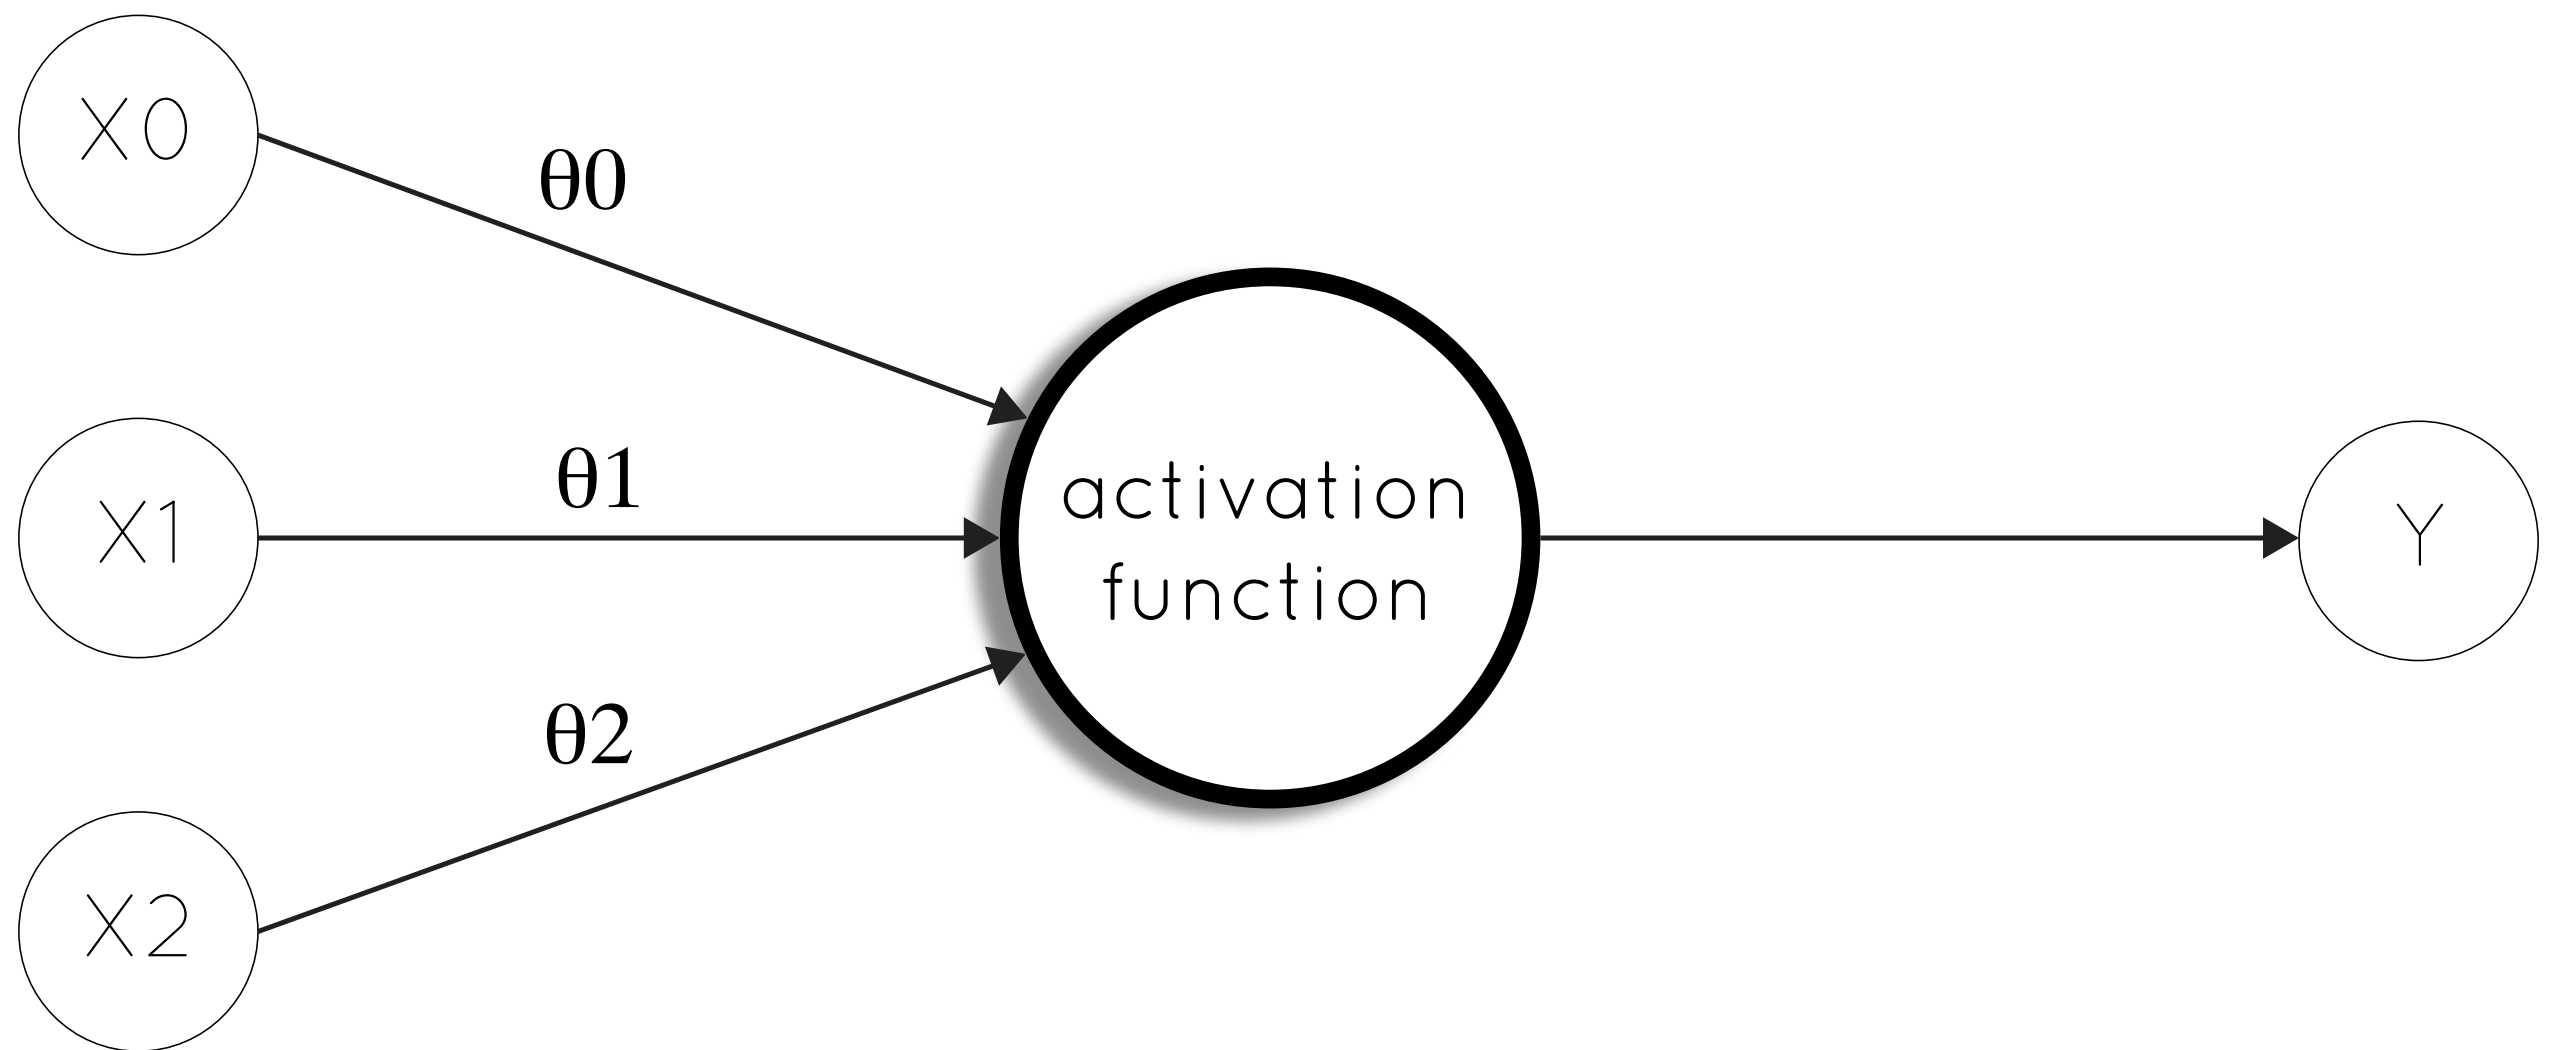 X0
θ0
θ1
X1
activation
function
Y
θ2
X2